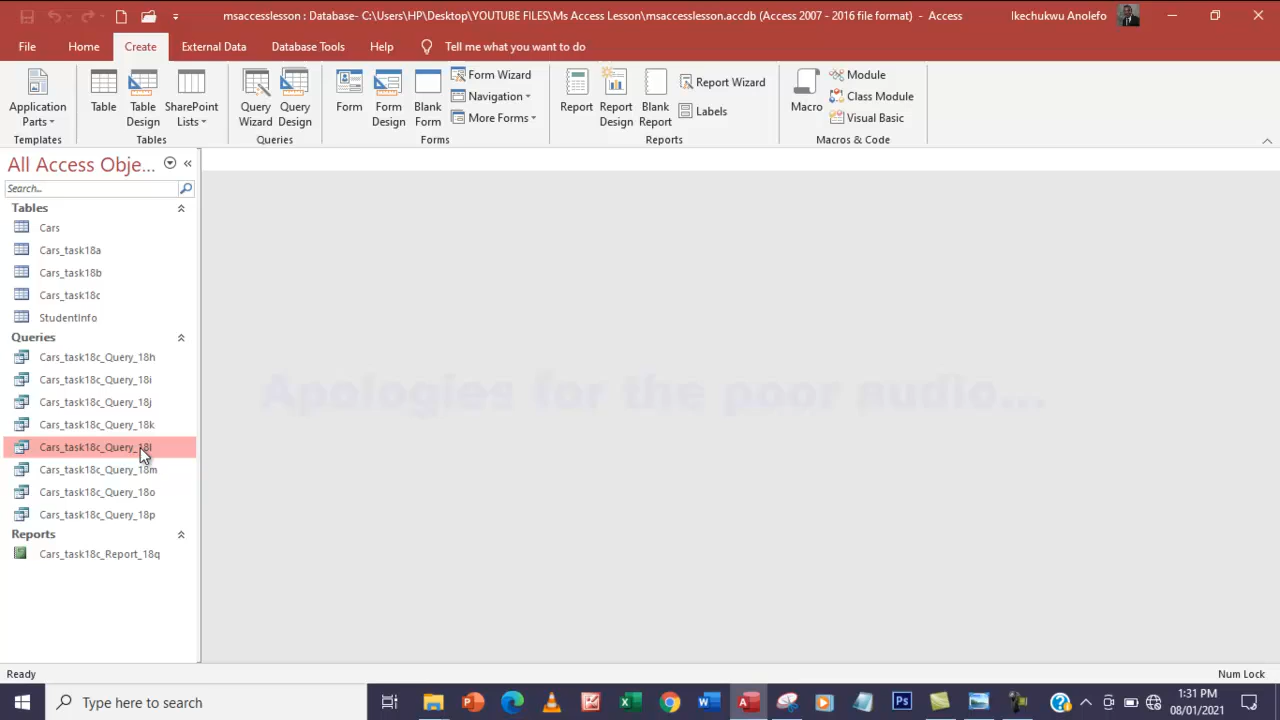 msaccesslesson : Database- C:\Users\HP\Desktop\YOUTUBE FILES\Ms Access Lesson\msaccesslesson.accdb (Access 2007 - 2016 file format) - Access
Ikechukwu Anolefo
File
Home
Create
External Data
Database Tools
Help
Tell me what you want to do
Application
Parts
Templates
Table
Table
Design
SharePoint
Lists
Tables
Query
Wizard
Query
Design
Queries
Form
Form
Design
Blank
Form
Form Wizard
Navigation
More Forms
Forms
Report
Report
Design
Blank
Report
Report Wizard
Labels
Reports
Macro
Module
Class Module
Visual Basic
Macros & Code
All Access Obje...
Search...
Tables
Cars
Cars_task18a
Cars_task18b
Cars_task18c
StudentInfo
Queries
Cars_task18c_Query_18h
Cars_task18c_Query_18i
Cars_task18c_Query_18j
Cars_task18c_Query_18k
Cars_task18c_Query_18l
Cars_task18c_Query_18m
Cars_task18c_Query_18o
Cars_task18c_Query_18p
Reports
Cars_task18c_Report_18q
Apologies for the poor audio...
Ready
Num Lock
Type here to search
1:31 PM
08/01/2021